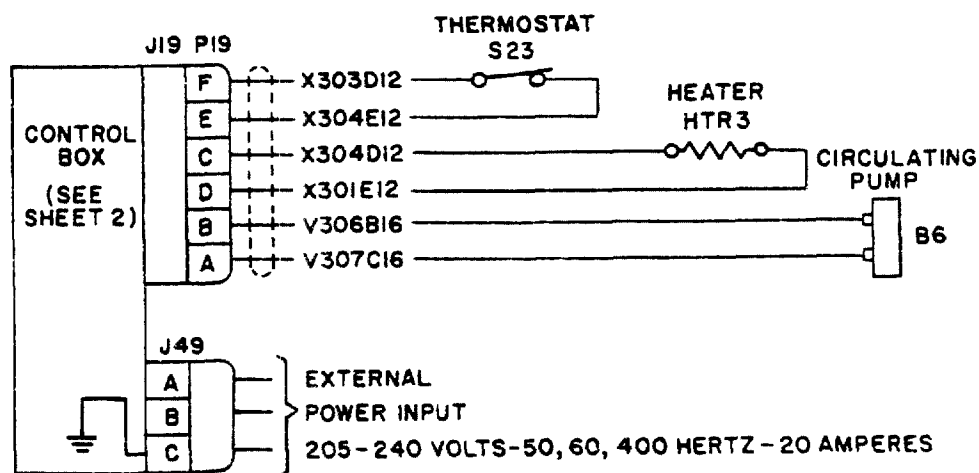 THERMOSTAT
S23
J19 P19
F X303D12
E X304E12
C X304D12
D X301E12
B V306B16
A V307C16
HEATER
HTR3
CIRCULATING
PUMP
B6
CONTROL
BOX
(SEE
SHEET 2)
J49
A EXTERNAL
B POWER INPUT
C 205-240 VOLTS-50, 60, 400 HERTZ-20 AMPERES